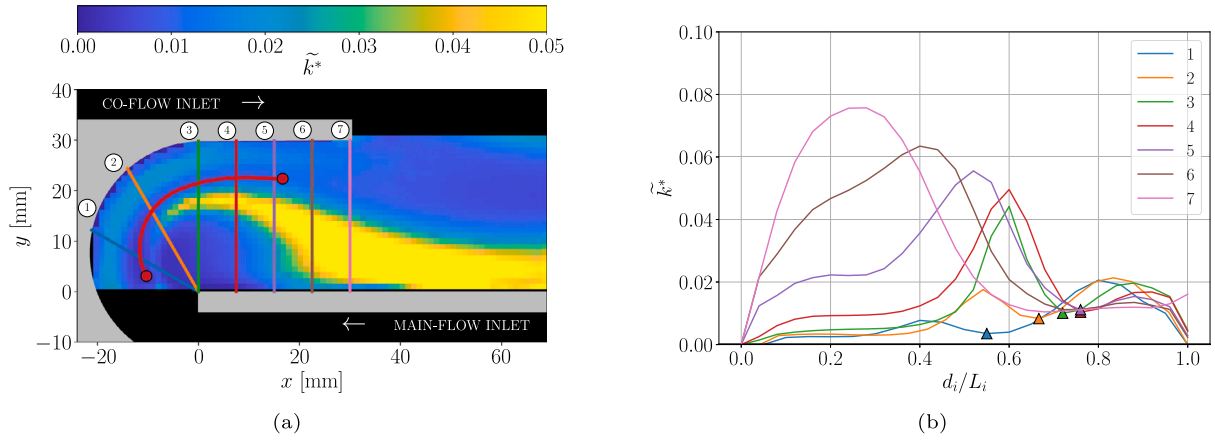 0.00 0.01 0.02 0.03 0.04 0.05
k̃*
40
30
20
10
0
−10
y [mm]
CO-FLOW INLET →
3 4 5 6 7
2
1
← MAIN-FLOW INLET
−20 0 20 40 60
x [mm]
(a)
0.10
0.08
0.06
0.04
0.02
0.00
k̃*
1
2
3
4
5
6
7
0.0 0.2 0.4 0.6 0.8 1.0
d_i/L_i
(b)